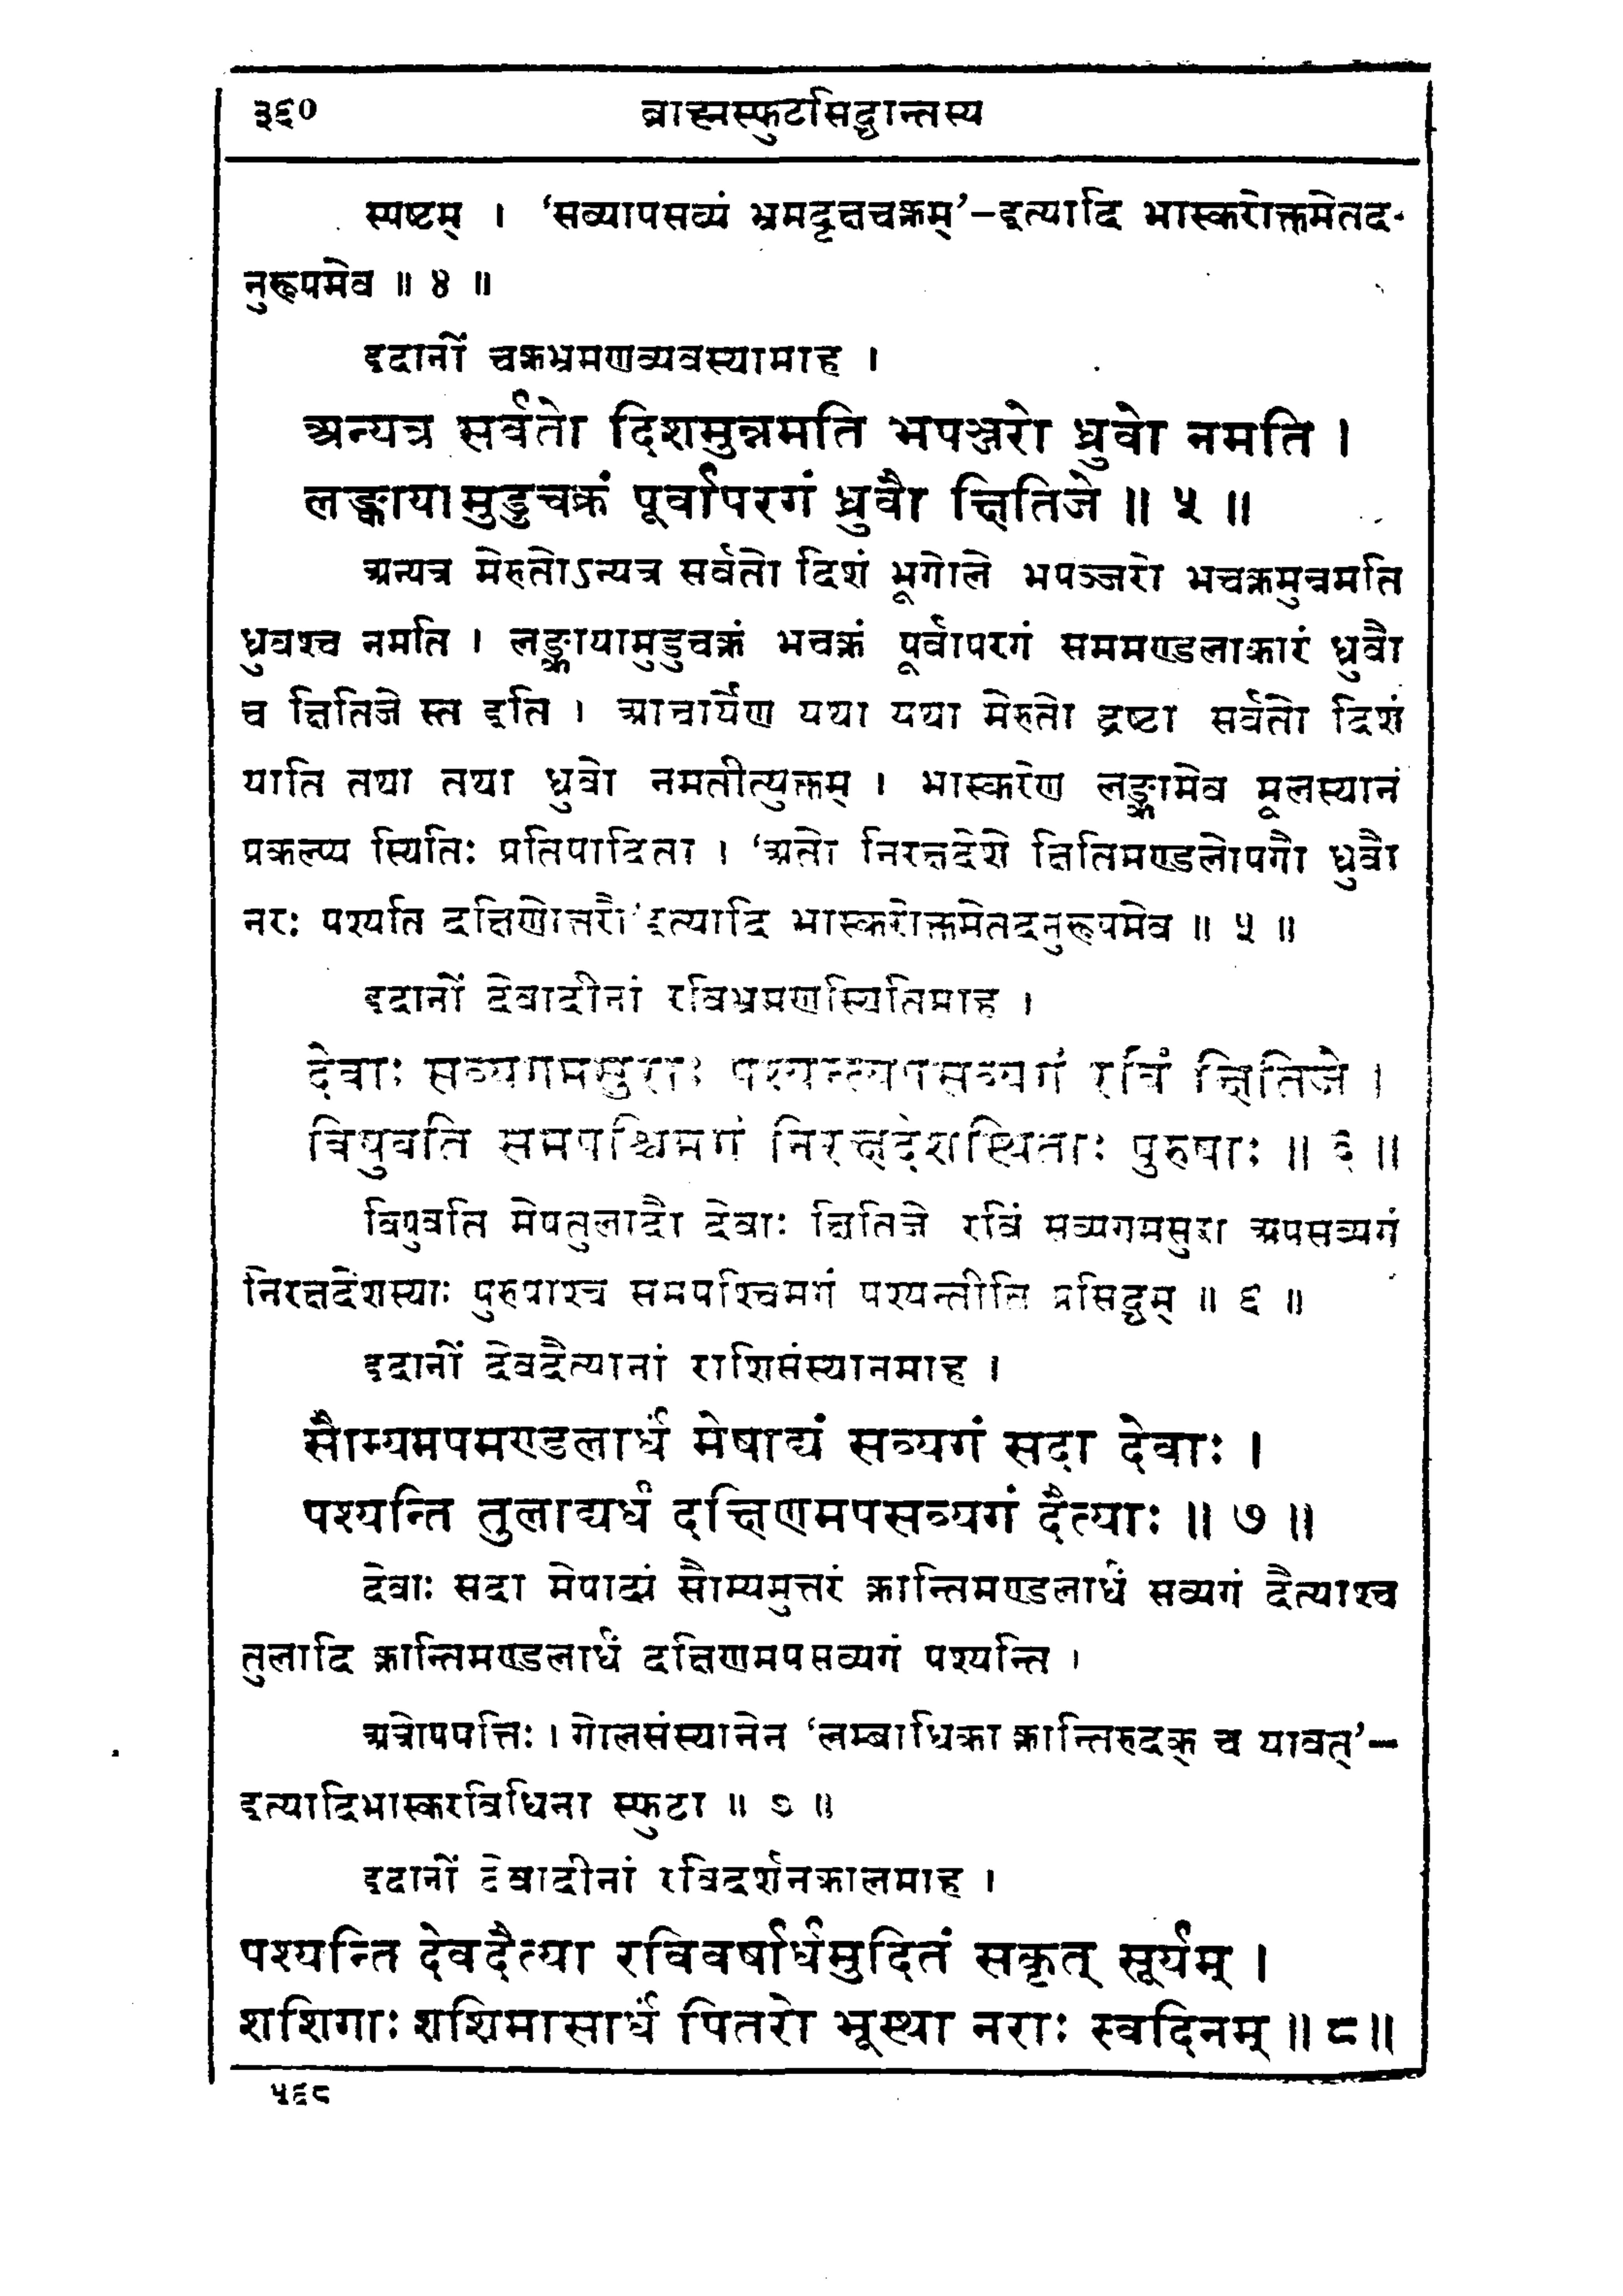 ३६० ब्राह्मस्फुटसिद्धान्तस्य
स्पष्टम् । ‘सव्यापसव्यं भ्रमदृक्षचक्रम्’-इत्यादि भास्करोक्तमेतद-
नुरूपमेव ॥ ४ ॥
इदानीं चक्रभ्रमणव्यवस्थामाह ।
अन्यत्र सर्वतो दिशमुन्नमति भपञ्जरो ध्रुवो नमति ।
लङ्कायामुडुचक्रं पूर्वापरगं ध्रुवौ क्षितिजे ॥ ५ ॥
अन्यत्र मेरुतोऽन्यत्र सर्वतो दिशं भूगोले भपञ्जरो भचक्रमुन्नमति
ध्रुवश्च नमति । लङ्कायामुडुचक्रं भचक्रं पूर्वापरगं सममण्डलाकारं ध्रुवौ
च क्षितिजे स्त इति । आचार्येण यथा यथा मेरुतो द्रष्टा सर्वतो दिशं
याति तथा तथा ध्रुवो नमतीत्युक्तम् । भास्करेण लङ्कामेव मूलस्थानं
प्रकल्प्य स्थितिः प्रतिपादिता । ‘अतो निरक्षदेशे क्षितिमण्डलोपगौ ध्रुवौ
नरः पश्यति दक्षिणोत्तरौ’इत्यादि भास्करोक्तमेतदनुरूपमेव ॥ ५ ॥
इदानीं देवादीनां रविभ्रमणस्थितिमाह ।
देवाः सव्यगमसुराः पश्यन्त्यपसव्यगं रविं क्षितिजे ।
विषुवति समपश्चिमगं निरक्षदेशस्थिताः पुरुषाः ॥ ६ ॥
विषुवति मेषतुलादौ देवाः क्षितिजे रविं सव्यगमसुरा अपसव्यगं
निरक्षदेशस्थाः पुरुषाश्च समपश्चिमगं पश्यन्तीति प्रसिद्धम् ॥ ६ ॥
इदानीं देवदैत्यानां राशिसंस्थानमाह ।
सौम्यमपमण्डलार्धं मेषाद्यं सव्यगं सदा देवाः ।
पश्यन्ति तुलाद्यर्धं दक्षिणमपसव्यगं दैत्याः ॥ ७ ॥
देवाः सदा मेषाद्यं सौम्यमुत्तरं क्रान्तिमण्डलार्धं सव्यगं दैत्याश्च
तुलादि क्रान्तिमण्डलार्धं दक्षिणमपसव्यगं पश्यन्ति ।
अत्रोपपत्तिः । गोलसंस्थानेन ‘लम्बाधिका क्रान्तिरुदक् च यावत्’-
इत्यादिभास्करविधिना स्फुटा ॥ ७ ॥
इदानीं देवादीनां रविदर्शनकालमाह ।
पश्यन्ति देवदैत्या रविवर्षार्धमुदितं सकृत् सूर्यम् ।
शशिगाः शशिमासार्धं पितरो भूस्था नराः स्वदिनम् ॥ ८ ॥
५६८